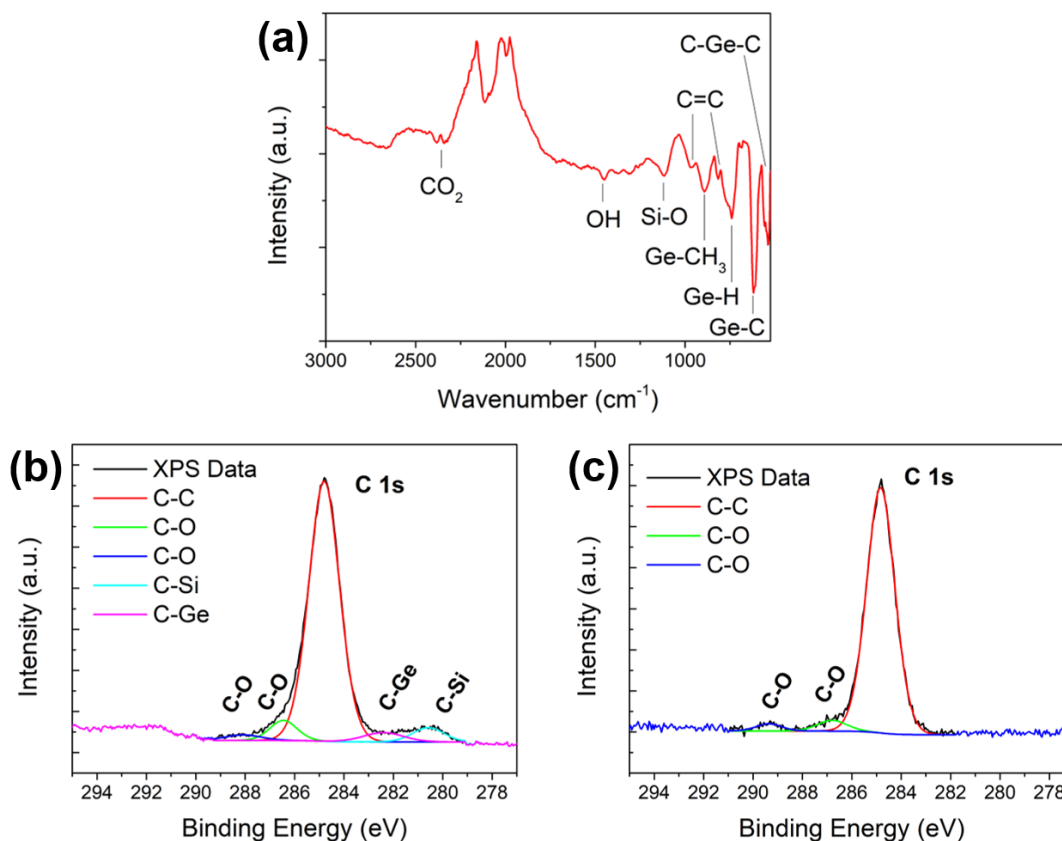 (a)
C-Ge-C
C=C
CO2
OH
Si-O
Ge-CH3
Ge-H
Ge-C
Intensity (a.u.)
3000 2500 2000 1500 1000
Wavenumber (cm-1)
(b)
XPS Data
C-C
C-O
C-O
C-Si
C-Ge
C 1s
C-O
C-O
C-Ge
C-Si
Intensity (a.u.)
294 292 290 288 286 284 282 280 278
Binding Energy (eV)
(c)
XPS Data
C-C
C-O
C-O
C 1s
C-O
C-O
Intensity (a.u.)
294 292 290 288 286 284 282 280 278
Binding Energy (eV)